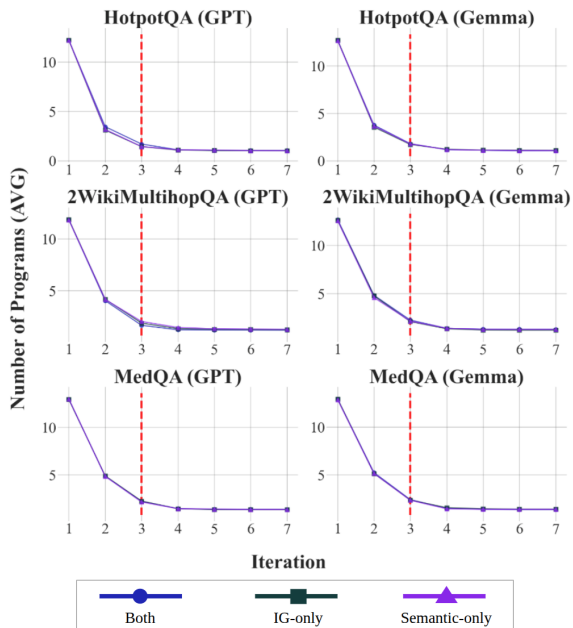 HotpotQA (GPT)
HotpotQA (Gemma)
10
5
0
1 2 3 4 5 6 7
10
5
0
1 2 3 4 5 6 7
2WikiMultihopQA (GPT)
2WikiMultihopQA (Gemma)
10
5
1 2 3 4 5 6 7
10
5
1 2 3 4 5 6 7
MedQA (GPT)
MedQA (Gemma)
10
5
1 2 3 4 5 6 7
10
5
1 2 3 4 5 6 7
Number of Programs (AVG)
Iteration
Both
IG-only
Semantic-only